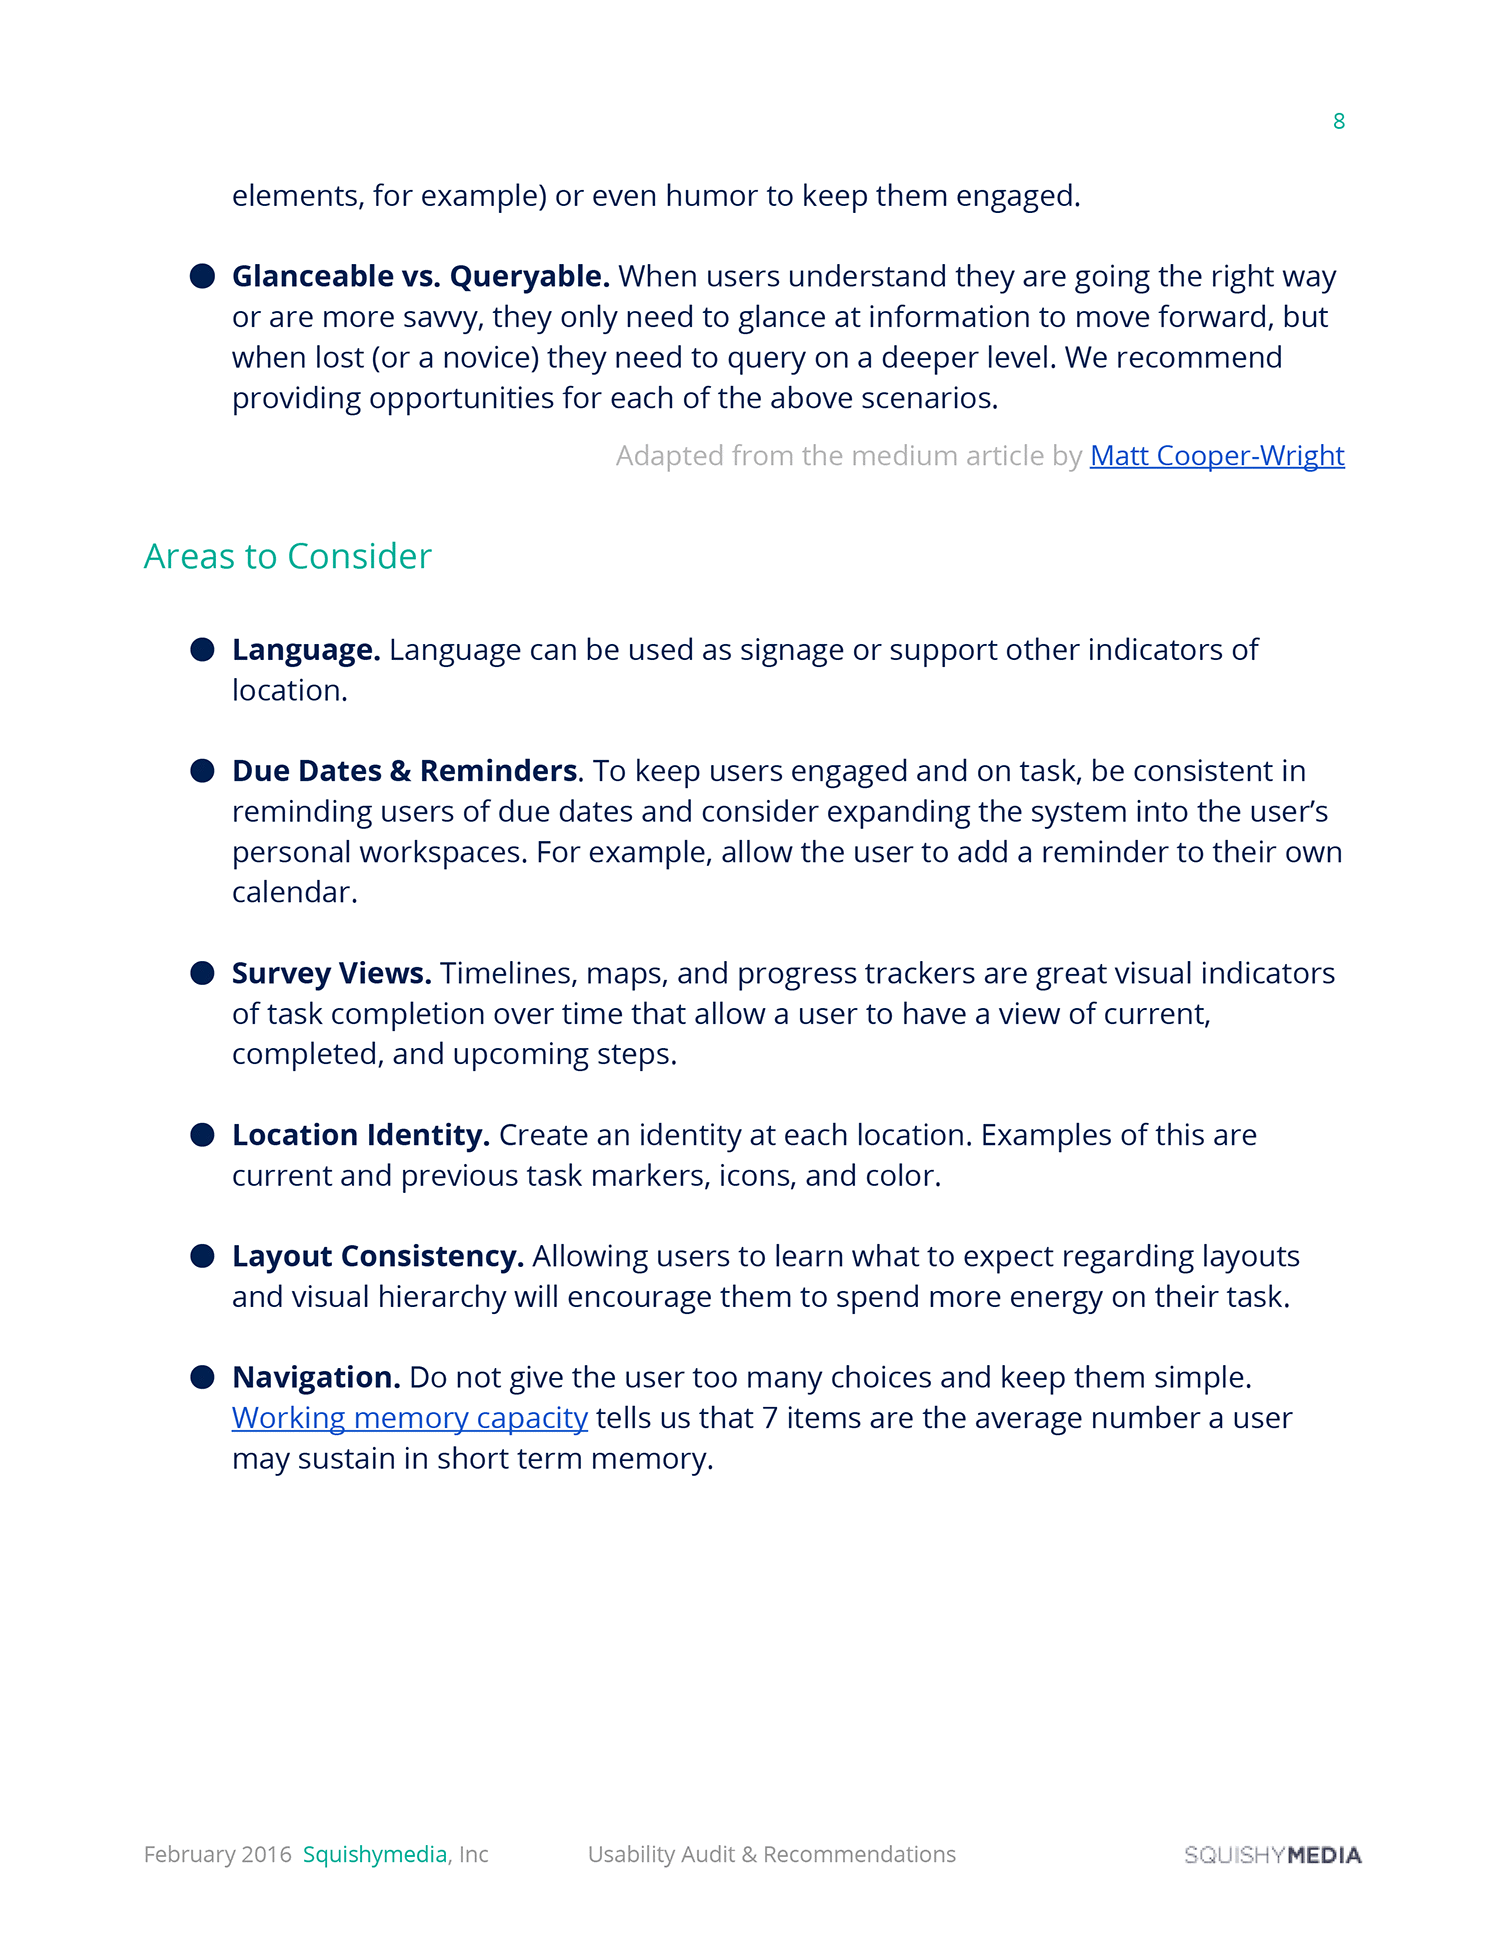 8
elements, for example) or even humor to keep them engaged.
● Glanceable vs. Queryable. When users understand they are going the right way
or are more savvy, they only need to glance at information to move forward, but
when lost (or a novice) they need to query on a deeper level. We recommend
providing opportunities for each of the above scenarios.
Adapted from the medium article by Matt Cooper-Wright
Areas to Consider
● Language. Language can be used as signage or support other indicators of
location.
● Due Dates & Reminders. To keep users engaged and on task, be consistent in
reminding users of due dates and consider expanding the system into the user’s
personal workspaces. For example, allow the user to add a reminder to their own
calendar.
● Survey Views. Timelines, maps, and progress trackers are great visual indicators
of task completion over time that allow a user to have a view of current,
completed, and upcoming steps.
● Location Identity. Create an identity at each location. Examples of this are
current and previous task markers, icons, and color.
● Layout Consistency. Allowing users to learn what to expect regarding layouts
and visual hierarchy will encourage them to spend more energy on their task.
● Navigation. Do not give the user too many choices and keep them simple.
Working memory capacity tells us that 7 items are the average number a user
may sustain in short term memory.
February 2016 Squishymedia, Inc Usability Audit & Recommendations SQUISHYMEDIA